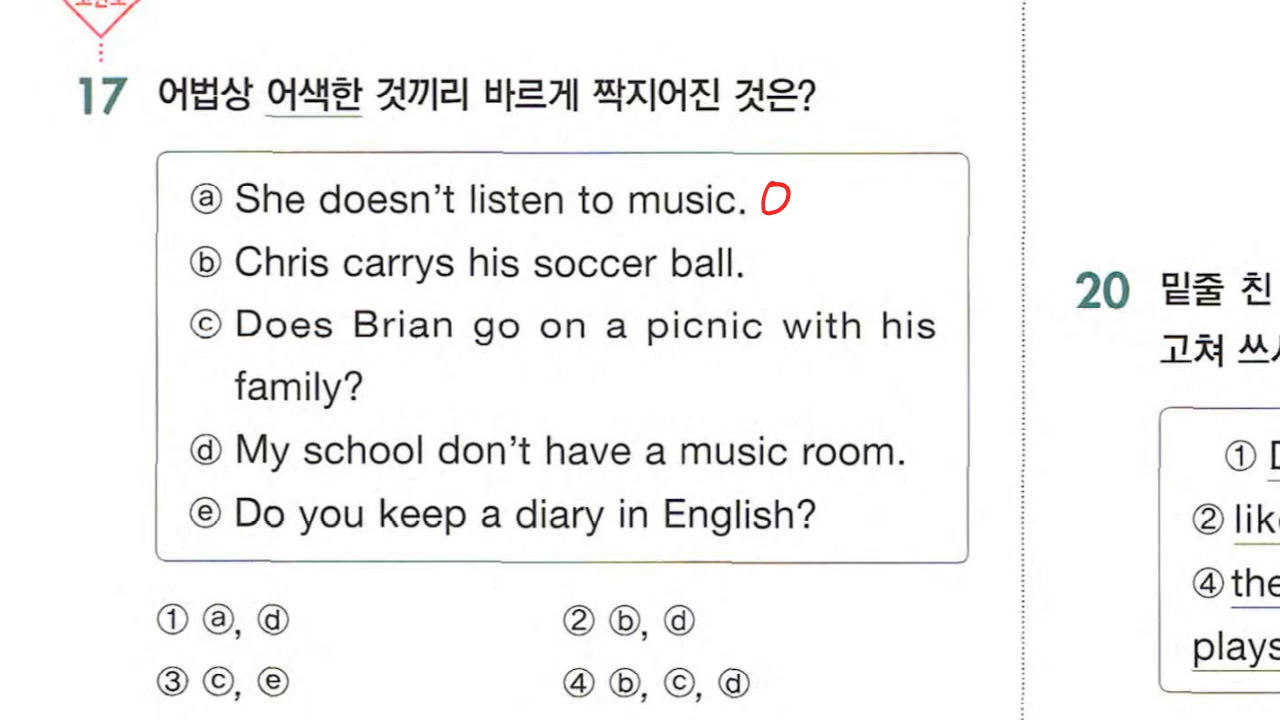 17 어법상 어색한 것끼리 바르게 짝지어진 것은?
ⓐ She doesn't listen to music. O
ⓑ Chris carrys his soccer ball.
ⓒ Does Brian go on a picnic with his
family?
ⓓ My school don't have a music room.
ⓔ Do you keep a diary in English?
① ⓐ, ⓓ ② ⓑ, ⓓ
③ ⓒ, ⓔ ④ ⓑ, ⓒ, ⓓ
20 밑줄 친
고쳐
①
②
④
plays